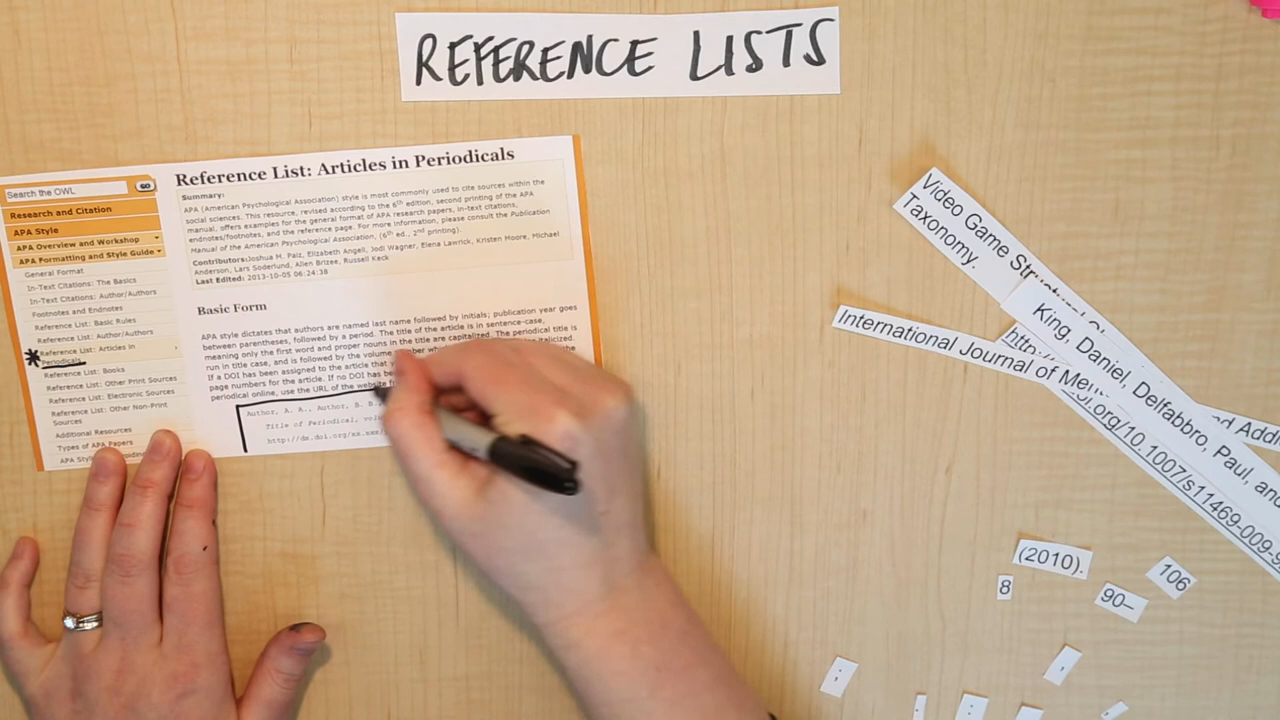 REFERENCE LISTS
Search the OWL
GO
Research and Citation
APA Style
APA Overview and Workshop
APA Formatting and Style Guide
General Format
In-Text Citations: The Basics
In-Text Citations: Author/Authors
Footnotes and Endnotes
Reference List: Basic Rules
Reference List: Author/Authors
Reference List: Articles in
Periodicals
Reference List: Books
Reference List: Other Print Sources
Reference List: Electronic Sources
Reference List: Other Non-Print
Sources
Additional Resources
Types of APA Papers
APA
Reference List: Articles in Periodicals
Summary:
APA (American Psychological Association) style is most commonly used to cite sources within the
social sciences. This resource, revised according to the 6th edition, second printing of the APA
manual, offers examples for the general format of APA research papers, in-text citations,
endnotes/footnotes, and the reference page. For more information, please consult the Publication
Manual of the American Psychological Association, (6th ed., 2nd printing).
Contributors:Joshua M. Paiz, Elizabeth Angeli, Jodi Wagner, Elena Lawrick, Kristen Moore, Michael
Anderson, Lars Soderlund, Allen Brizee, Russell Keck
Last Edited: 2013-10-05 06:24:38
Basic Form
APA style dictates that authors are named last name followed by initials; publication year goes
between parentheses, followed by a period. The title of the article is in sentence-case,
meaning only the first word and proper nouns in the title are capitalized. The periodical title is
run in title case, and is followed by the volume number italicized.
If a DOI has been assigned to the article that the
page numbers for the article. If no DOI has
periodical online, use the URL of the website
Author, A. A., Author, B. B.
Title of Periodical,
http://dx.doi.org/xx.xxx
Video Game
Taxonomy.
King, Daniel, Delfabbro, Paul, and
International Journal of
http:/
.org/10.1007/s11469-009-9
(2010).
8
90–
106
;
,